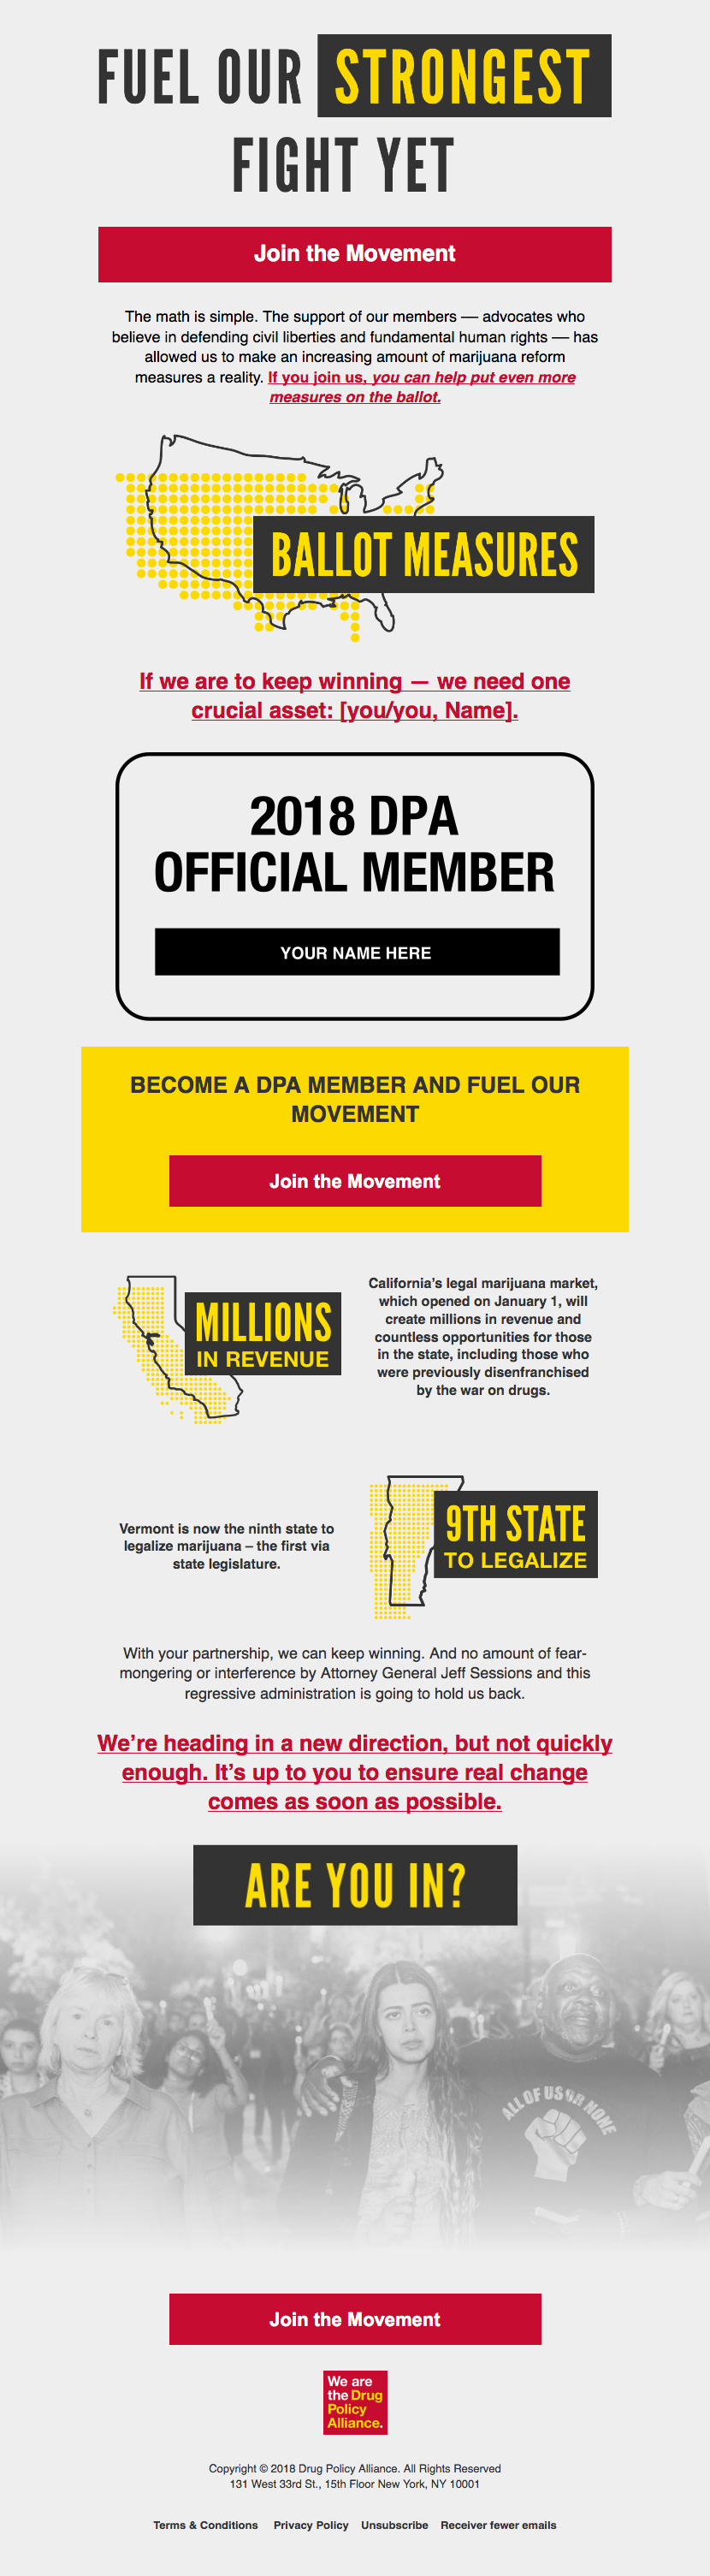 FUEL OUR STRONGEST
FIGHT YET
Join the Movement
The math is simple. The support of our members — advocates who
believe in defending civil liberties and fundamental human rights — has
allowed us to make an increasing amount of marijuana reform
measures a reality. If you join us, you can help put even more
measures on the ballot.
BALLOT MEASURES
If we are to keep winning — we need one
crucial asset: [you/you, Name].
2018 DPA
OFFICIAL MEMBER
YOUR NAME HERE
BECOME A DPA MEMBER AND FUEL OUR
MOVEMENT
Join the Movement
MILLIONS
IN REVENUE
California’s legal marijuana market,
which opened on January 1, will
create millions in revenue and
countless opportunities for those
in the state, including those who
were previously disenfranchised
by the war on drugs.
Vermont is now the ninth state to
legalize marijuana – the first via
state legislature.
9TH STATE
TO LEGALIZE
With your partnership, we can keep winning. And no amount of fear-
mongering or interference by Attorney General Jeff Sessions and this
regressive administration is going to hold us back.
We’re heading in a new direction, but not quickly
enough. It’s up to you to ensure real change
comes as soon as possible.
ARE YOU IN?
ALL OF US OR NONE
Join the Movement
We are
the Drug
Policy
Alliance.
Copyright © 2018 Drug Policy Alliance. All Rights Reserved
131 West 33rd St., 15th Floor New York, NY 10001
Terms & Conditions Privacy Policy Unsubscribe Receiver fewer emails